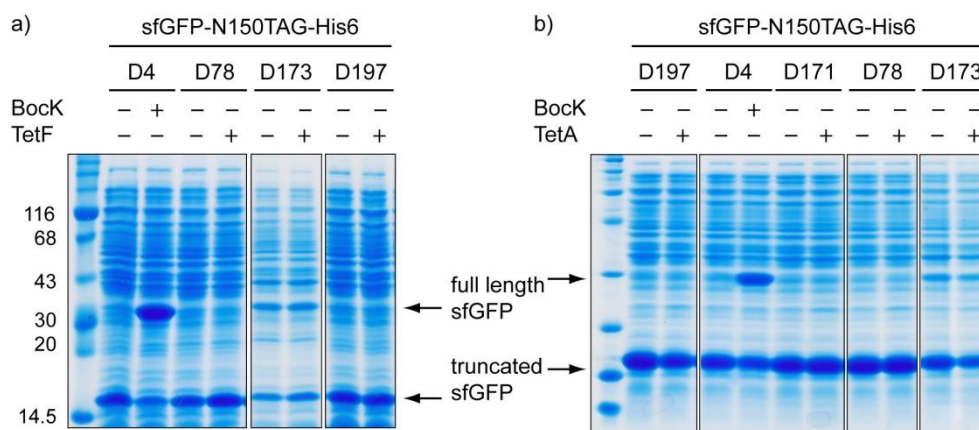 a)
sfGFP-N150TAG-His6
D4 D78 D173 D197
BocK – + – – – – – –
TetF – – – + – + – +
116
68
43
30
20
14.5
full length
sfGFP
truncated
sfGFP
b)
sfGFP-N150TAG-His6
D197 D4 D171 D78 D173
BocK – – – + – – – – – –
TetA – + – – – + – + – +